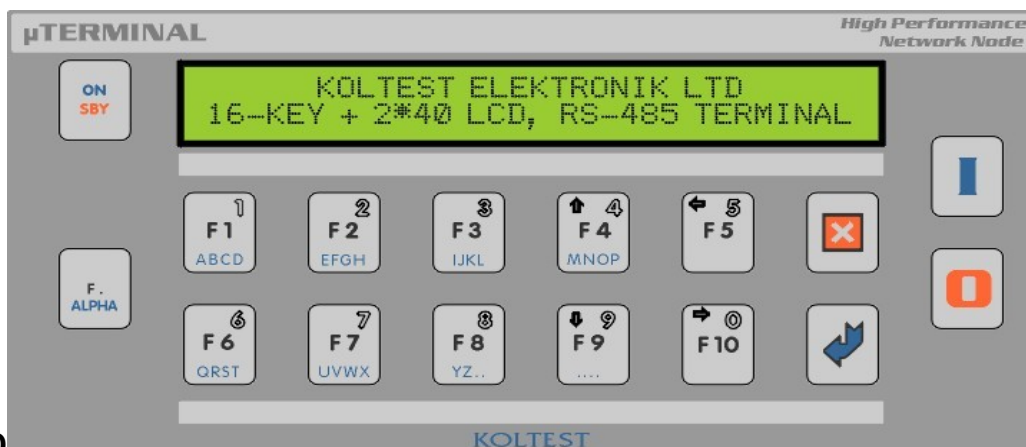 µTERMINAL
High Performance
Network Node
ON
SBY
KOLTEST ELEKTRONIK LTD
16-KEY + 2*40 LCD, RS-485 TERMINAL
1
F1
ABCD
2
F2
EFGH
3
F3
IJKL
4
F4
MNOP
5
F5
F.
ALPHA
6
F6
QRST
7
F7
UVWX
8
F8
YZ..
9
F9
....
0
F10
KOLTEST